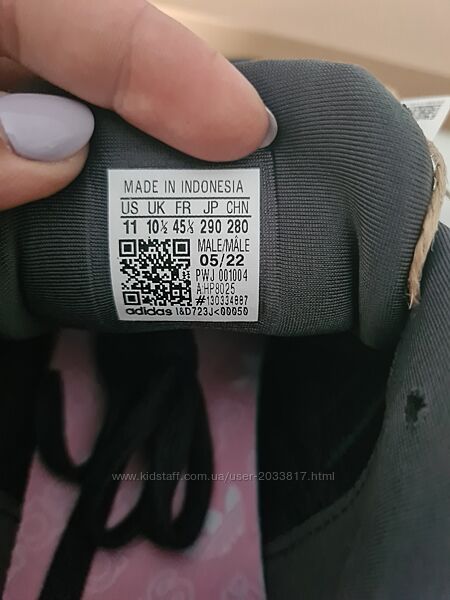 MADE IN INDONESIA
US UK FR JP CHN
11 10½ 45⅓ 290 280
MALE/MÂLE
05/22
PWJ 001004
A:HP8025
#130334887
adidas I&D723J<00050
www.kidstaff.com.ua/user-2033817.html